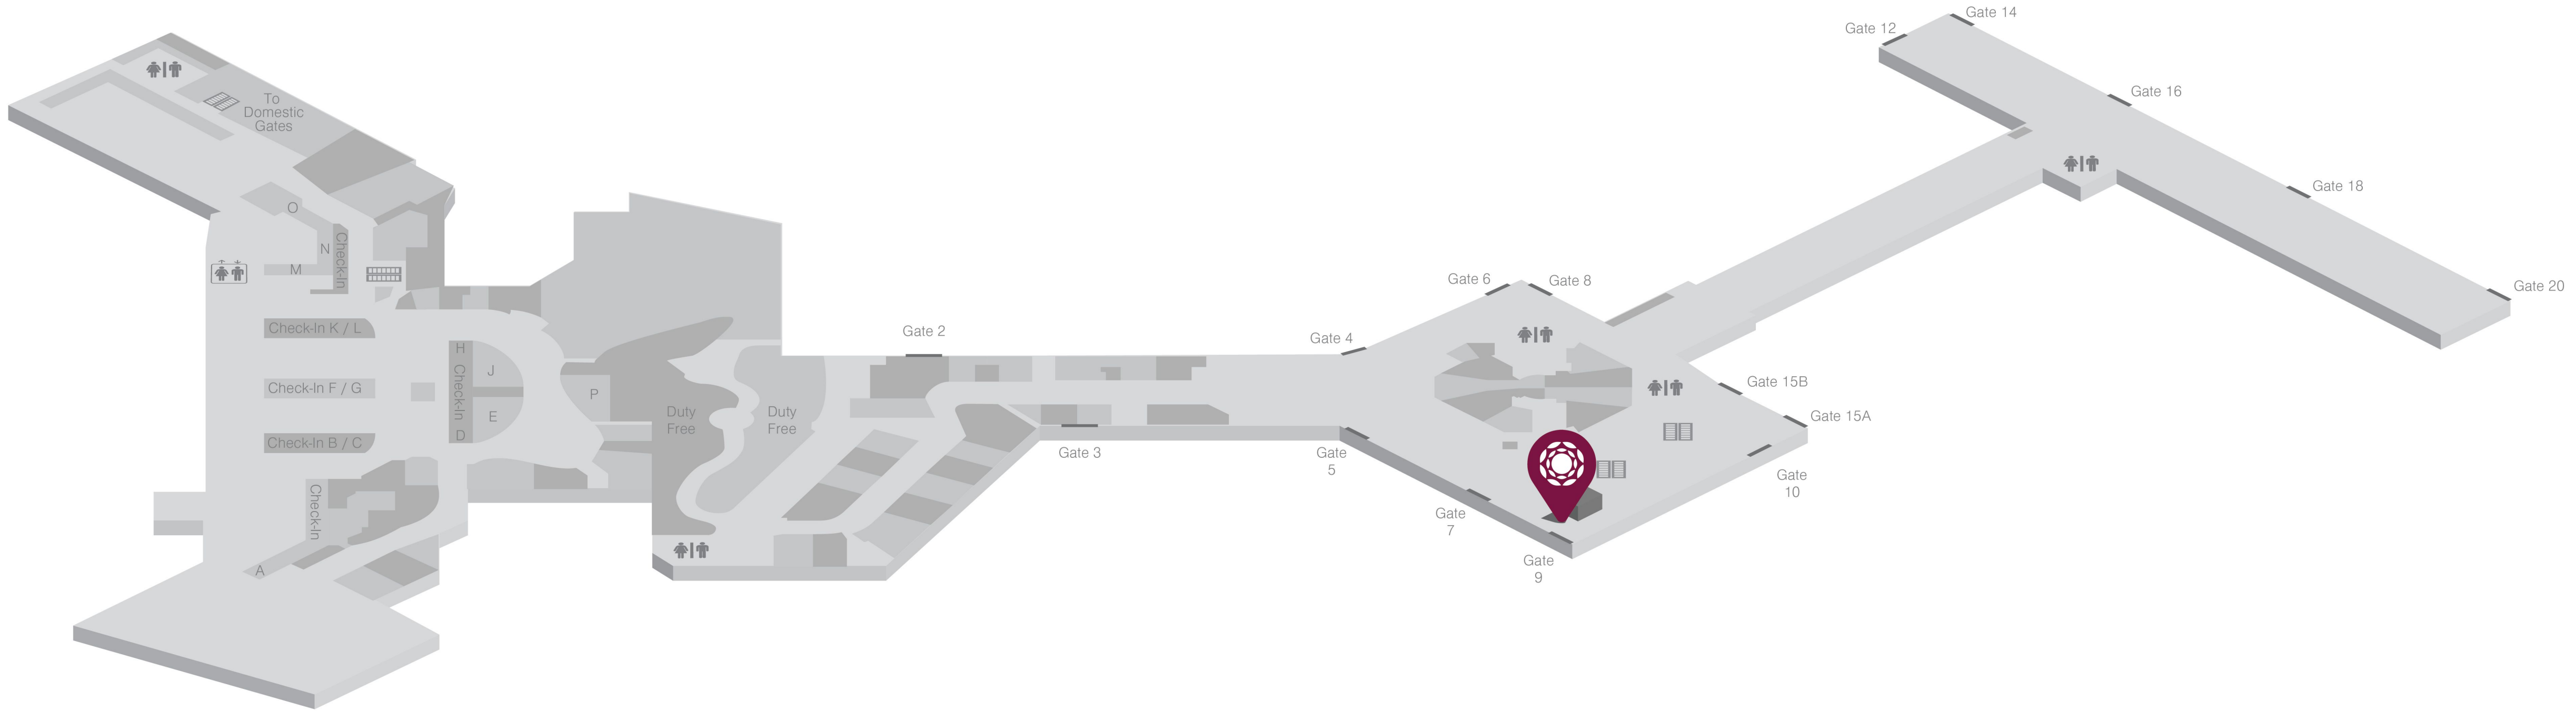 To
Domestic
Gates
O
N
Check-In
M
Check-In K / L
Check-In F / G
Check-In B / C
H
Check-In
D
J
E
P
Check-In
A
Duty
Free
Duty
Free
Gate 2
Gate 3
Gate 4
Gate
5
Gate 6
Gate 8
Gate
7
Gate
9
Gate
10
Gate 15B
Gate 15A
Gate 12
Gate 14
Gate 16
Gate 18
Gate 20